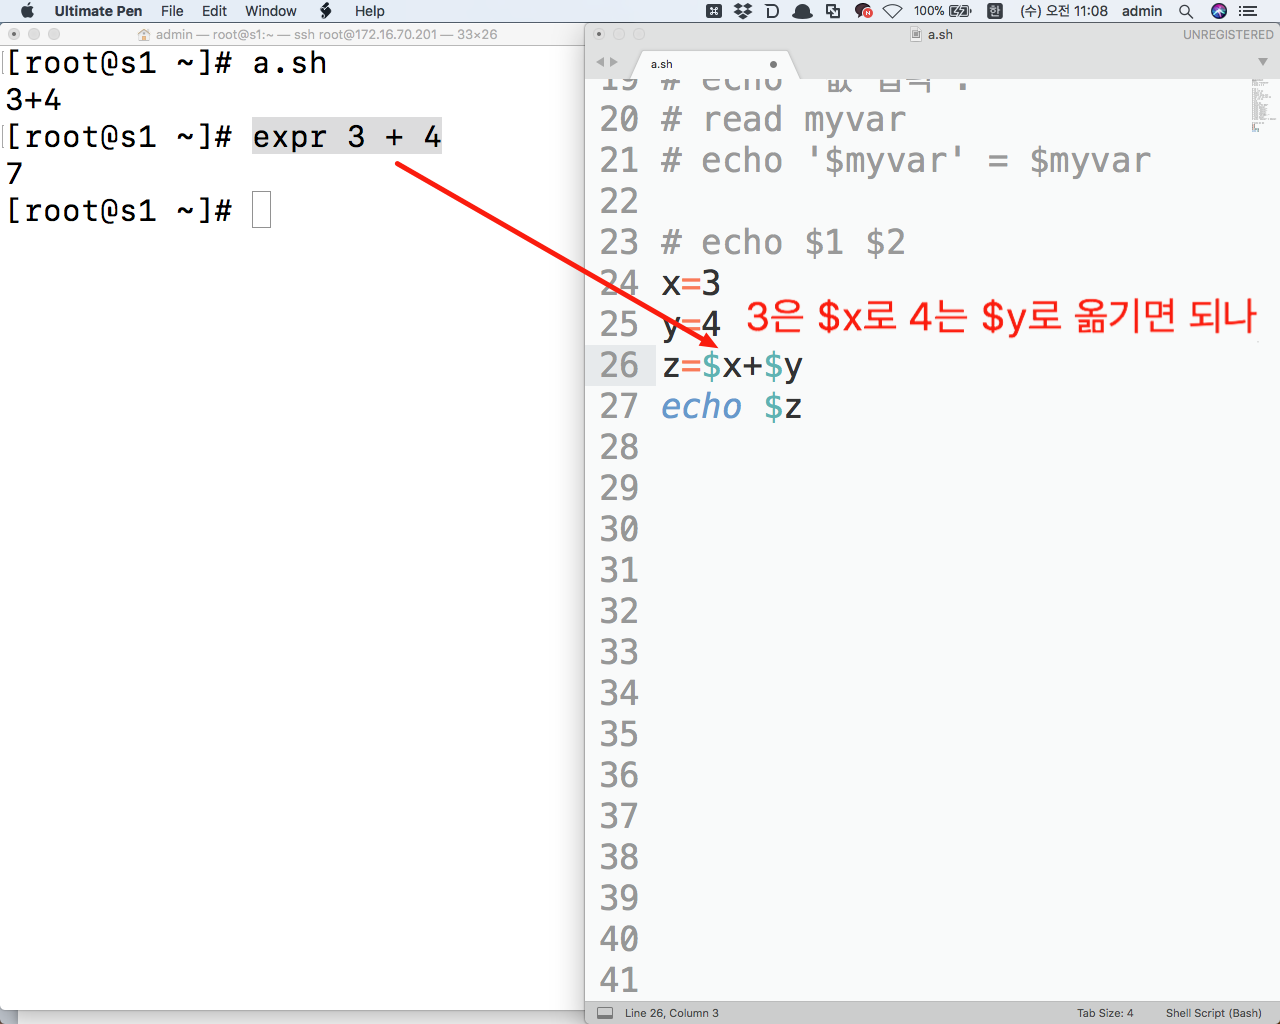 Ultimate Pen File Edit Window Help
100%
한
(수) 오전 11:08 admin
admin — root@s1:~ — ssh root@172.16.70.201 — 33×26
[root@s1 ~]# a.sh
3+4
[root@s1 ~]# expr 3 + 4
7
[root@s1 ~]#
a.sh
UNREGISTERED
a.sh
19 # echo
20 # read myvar
21 # echo '$myvar' = $myvar
22
23 # echo $1 $2
24 x=3
25 y=4
3은 $x로 4는 $y로 옮기면 되나
26 z=$x+$y
27 echo $z
28
29
30
31
32
33
34
35
36
37
38
39
40
41
Line 26, Column 3
Tab Size: 4
Shell Script (Bash)